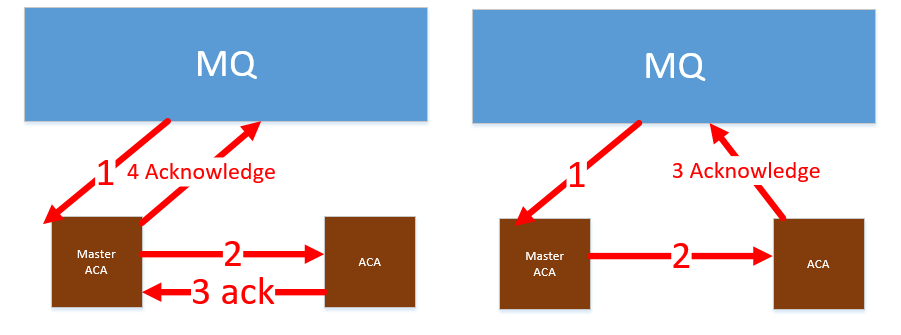 MQ
1
4 Acknowledge
Master
ACA
2
3 ack
ACA
MQ
1
3 Acknowledge
Master
ACA
2
ACA